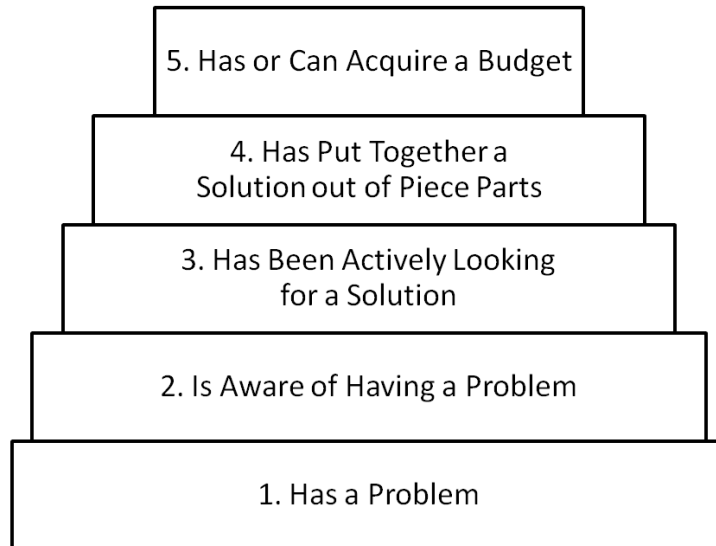 5. Has or Can Acquire a Budget
4. Has Put Together a
Solution out of Piece Parts
3. Has Been Actively Looking
for a Solution
2. Is Aware of Having a Problem
1. Has a Problem